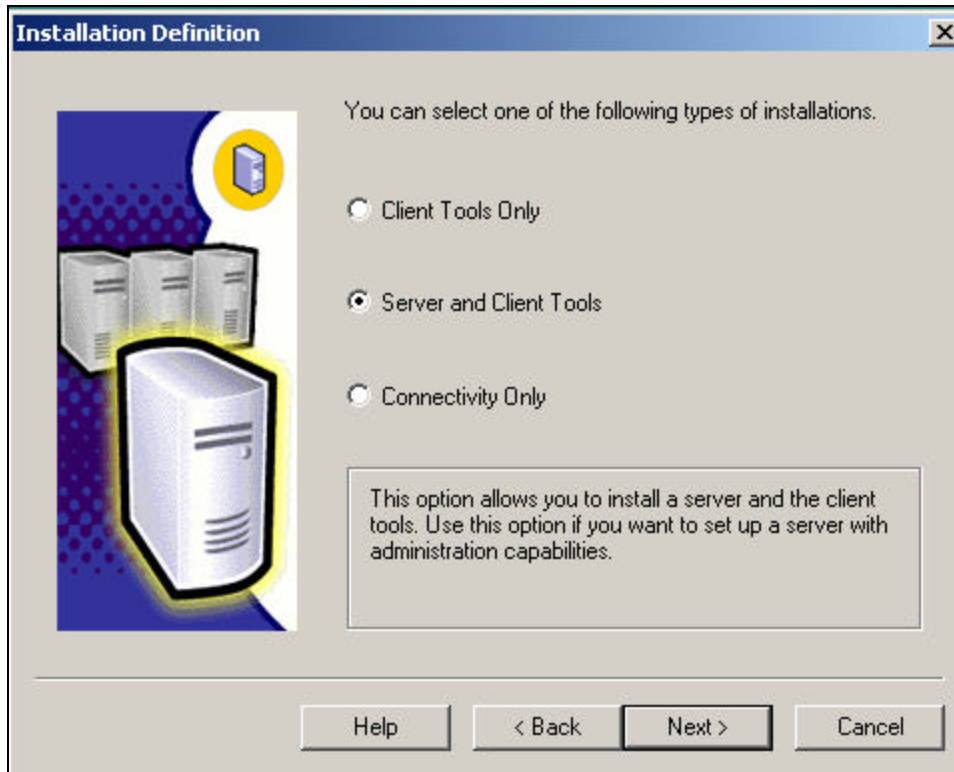 Installation Definition
You can select one of the following types of installations.
Client Tools Only
Server and Client Tools
Connectivity Only
This option allows you to install a server and the client
tools. Use this option if you want to set up a server with
administration capabilities.
Help
< Back
Next >
Cancel